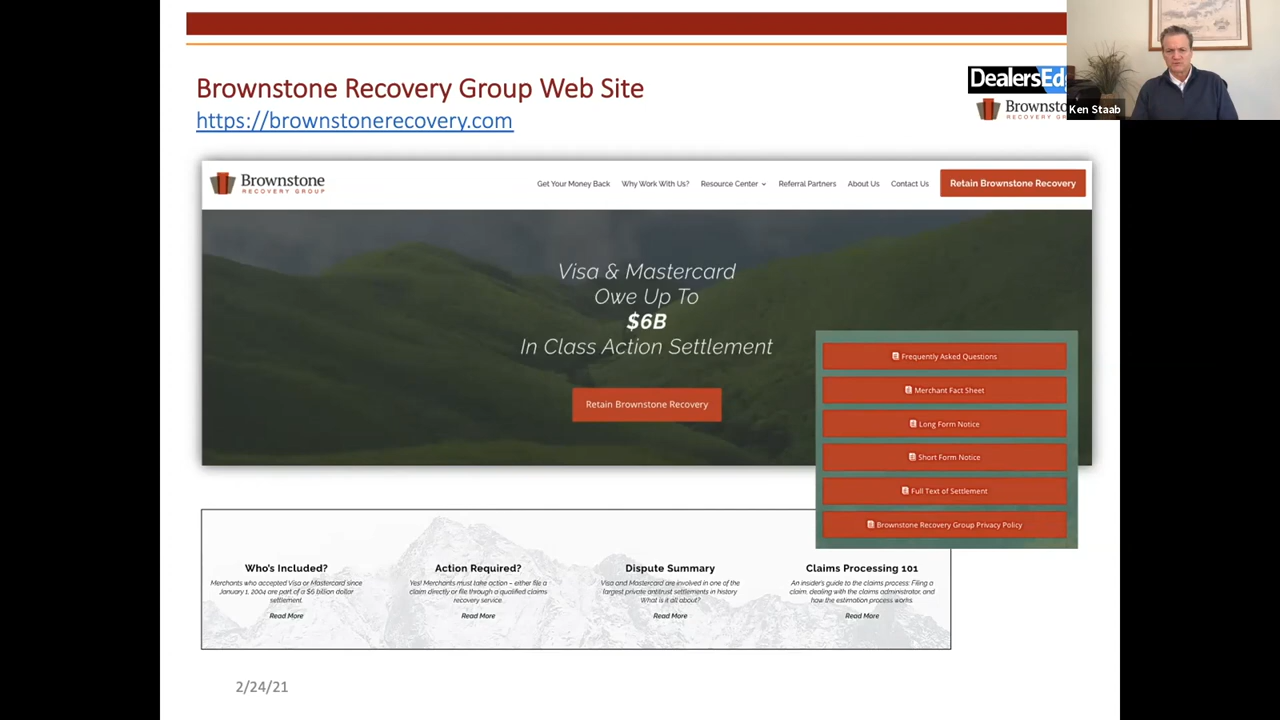 Brownstone Recovery Group Web Site
https://brownstonerecovery.com
DealersEd
Brownsto
RECOVERY GR
Ken Staab
Brownstone
RECOVERY GROUP
Get Your Money Back Why Work With Us? Resource Center Referral Partners About Us Contact Us Retain Brownstone Recovery
Visa & Mastercard
Owe Up To
$6B
In Class Action Settlement
Retain Brownstone Recovery
Frequently Asked Questions
Merchant Fact Sheet
Long Form Notice
Short Form Notice
Full Text of Settlement
Brownstone Recovery Group Privacy Policy
Who's Included?
Merchants who accepted Visa or Mastercard since
January 1, 2004 are part of a $6 billion dollar
settlement.
Read More
Action Required?
Yes! Merchants must take action – either file a
claim directly or file through a qualified claims
recovery service.
Read More
Dispute Summary
Visa and Mastercard are involved in one of the
largest private antitrust settlements in history
What is it all about?
Read More
Claims Processing 101
An insider's guide to the claims process: Filing a
claim, dealing with the claims administrator, and
how the estimation process works.
Read More
2/24/21